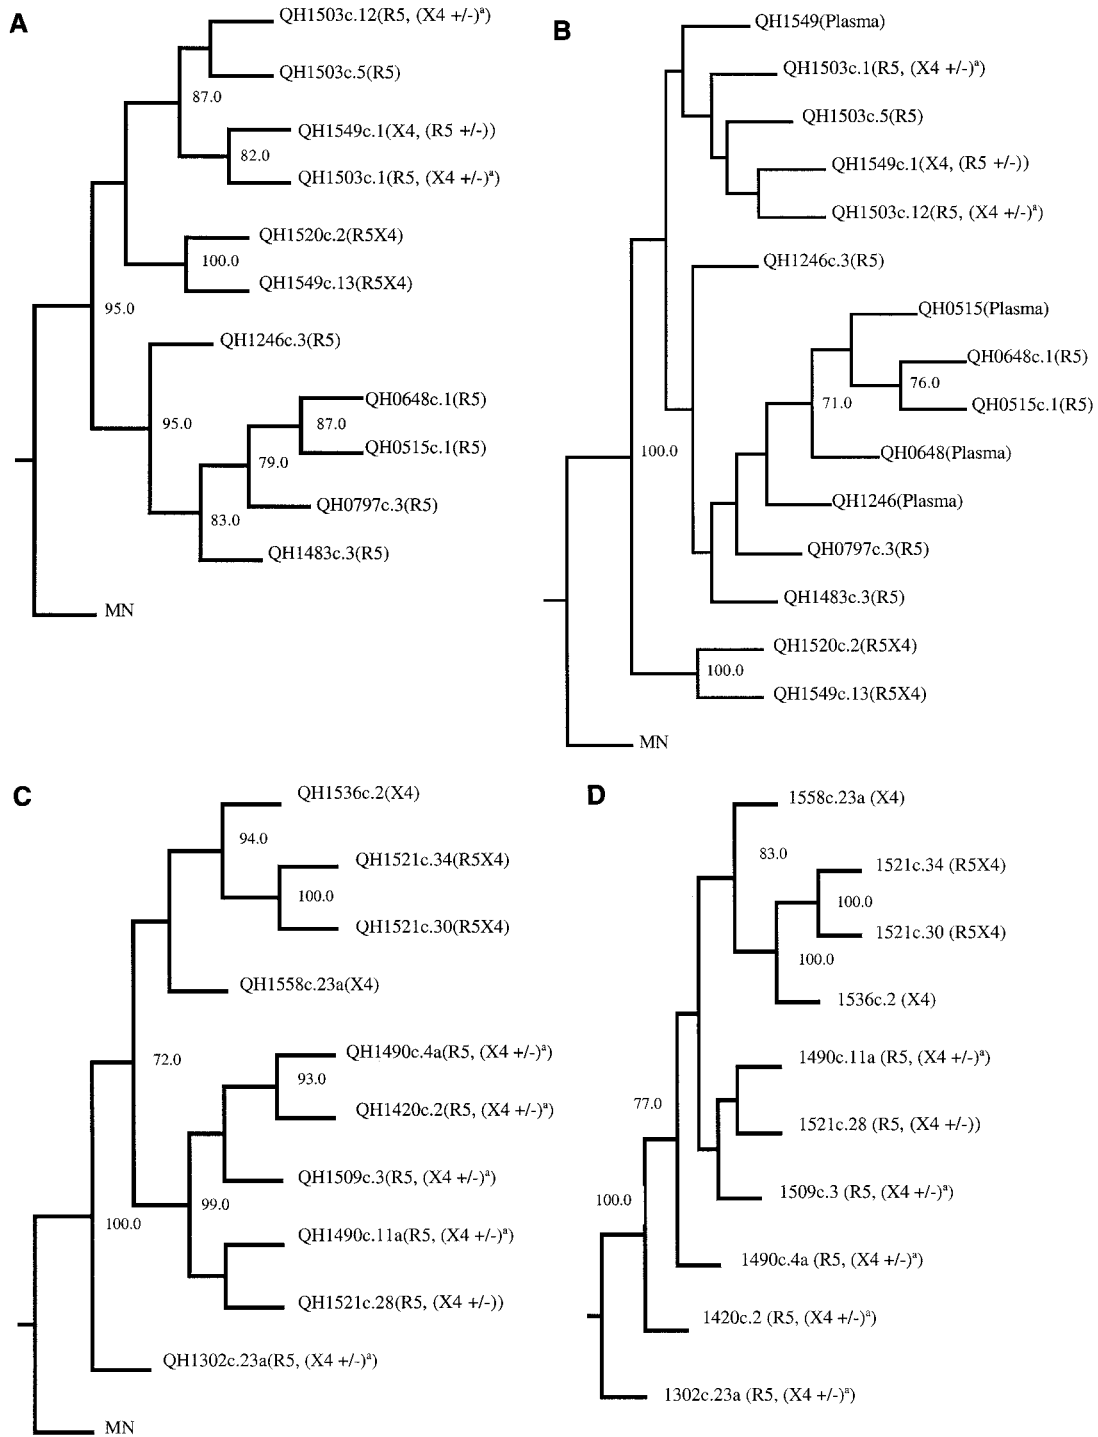 A
QH1503c.12(R5, (X4 +/-)ª)
QH1503c.5(R5)
87.0
QH1549c.1(X4, (R5 +/-))
82.0
QH1503c.1(R5, (X4 +/-)ª)
QH1520c.2(R5X4)
100.0
QH1549c.13(R5X4)
95.0
QH1246c.3(R5)
QH0648c.1(R5)
95.0
87.0
QH0515c.1(R5)
79.0
QH0797c.3(R5)
83.0
QH1483c.3(R5)
MN
B
QH1549(Plasma)
QH1503c.1(R5, (X4 +/-)ª)
QH1503c.5(R5)
QH1549c.1(X4, (R5 +/-))
QH1503c.12(R5, (X4 +/-)ª)
QH1246c.3(R5)
QH0515(Plasma)
QH0648c.1(R5)
76.0
71.0
QH0515c.1(R5)
100.0
QH0648(Plasma)
QH1246(Plasma)
QH0797c.3(R5)
QH1483c.3(R5)
QH1520c.2(R5X4)
100.0
QH1549c.13(R5X4)
MN
C
QH1536c.2(X4)
94.0
QH1521c.34(R5X4)
100.0
QH1521c.30(R5X4)
QH1558c.23a(X4)
72.0
QH1490c.4a(R5, (X4 +/-)ª)
93.0
QH1420c.2(R5, (X4 +/-)ª)
QH1509c.3(R5, (X4 +/-)ª)
99.0
100.0
QH1490c.11a(R5, (X4 +/-)ª)
QH1521c.28(R5, (X4 +/-))
QH1302c.23a(R5, (X4 +/-)ª)
MN
D
1558c.23a (X4)
83.0
1521c.34 (R5X4)
100.0
1521c.30 (R5X4)
100.0
1536c.2 (X4)
1490c.11a (R5, (X4 +/-)ª)
77.0
1521c.28 (R5, (X4 +/-))
1509c.3 (R5, (X4 +/-)ª)
100.0
1490c.4a (R5, (X4 +/-)ª)
1420c.2 (R5, (X4 +/-)ª)
1302c.23a (R5, (X4 +/-)ª)